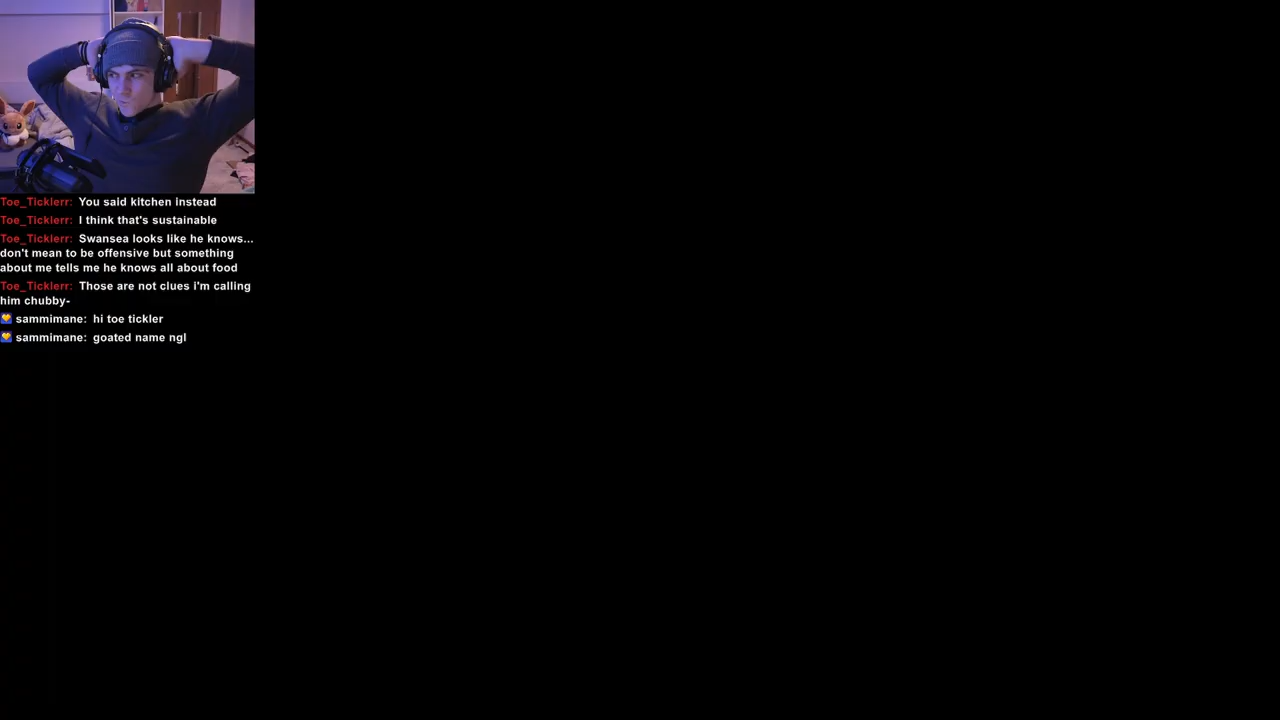 Toe_Ticklerr: You said kitchen instead
Toe_Ticklerr: I think that's sustainable
Toe_Ticklerr: Swansea looks like he knows...
don't mean to be offensive but something
about me tells me he knows all about food
Toe_Ticklerr: Those are not clues i'm calling
him chubby-
sammimane: hi toe tickler
sammimane: goated name ngl